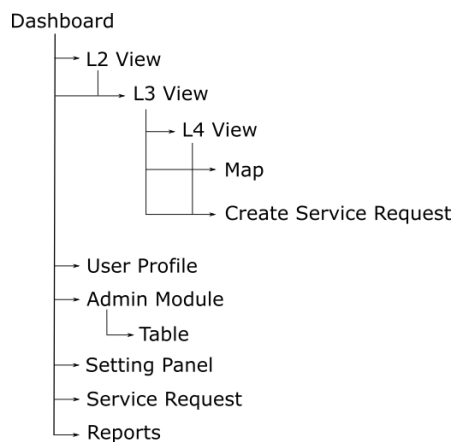 Dashboard
L2 View
L3 View
L4 View
Map
Create Service Request
User Profile
Admin Module
Table
Setting Panel
Service Request
Reports